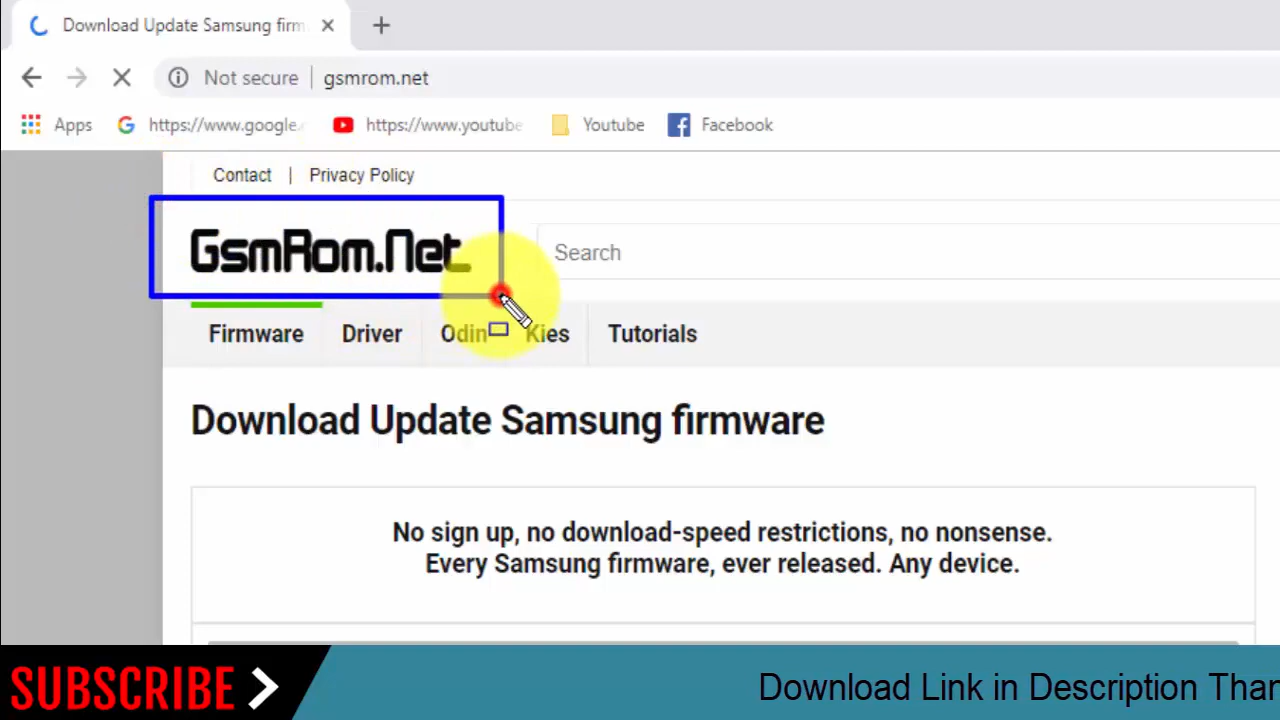 Download Update Samsung firm
Not secure | gsmrom.net
Apps https://www.google. https://www.youtube Youtube Facebook
Contact | Privacy Policy
GsmRom.Net
Search
Firmware Driver Odin Kies Tutorials
Download Update Samsung firmware
No sign up, no download-speed restrictions, no nonsense.
Every Samsung firmware, ever released. Any device.
SUBSCRIBE
Download Link in Description Than